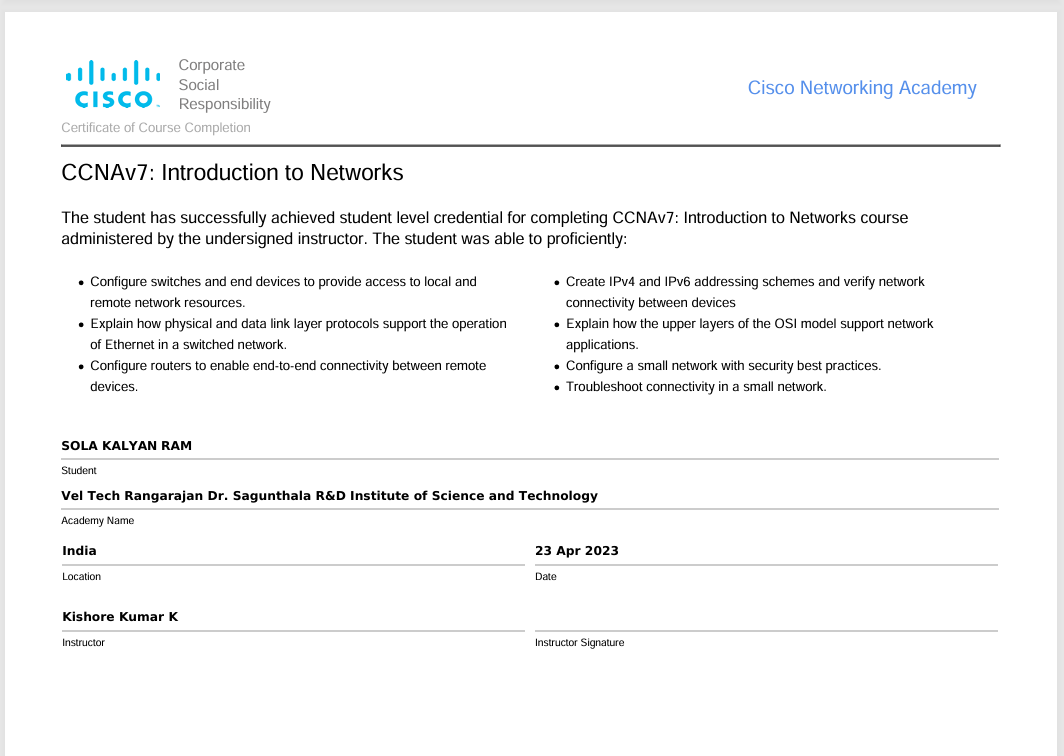 CISCO
Corporate
Social
Responsibility
Cisco Networking Academy
Certificate of Course Completion
CCNAv7: Introduction to Networks
The student has successfully achieved student level credential for completing CCNAv7: Introduction to Networks course
administered by the undersigned instructor. The student was able to proficiently:
• Configure switches and end devices to provide access to local and
remote network resources.
• Explain how physical and data link layer protocols support the operation
of Ethernet in a switched network.
• Configure routers to enable end-to-end connectivity between remote
devices.
• Create IPv4 and IPv6 addressing schemes and verify network
connectivity between devices
• Explain how the upper layers of the OSI model support network
applications.
• Configure a small network with security best practices.
• Troubleshoot connectivity in a small network.
SOLA KALYAN RAM
Student
Vel Tech Rangarajan Dr. Sagunthala R&D Institute of Science and Technology
Academy Name
India
Location
23 Apr 2023
Date
Kishore Kumar K
Instructor
Instructor Signature